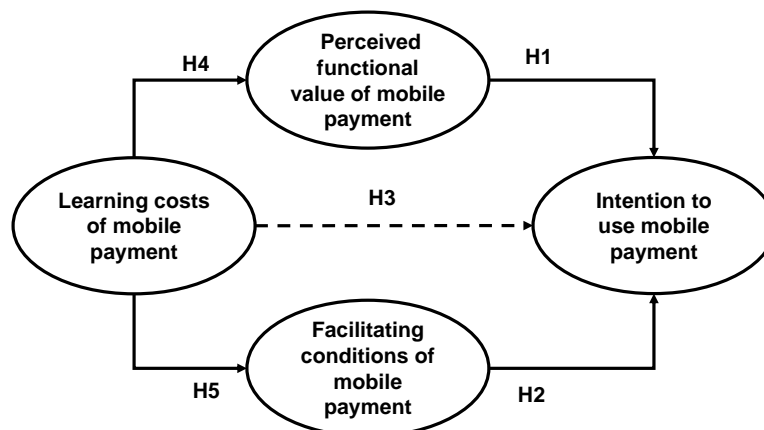 Perceived
functional
value of mobile
payment
H4
H1
Learning costs
of mobile
payment
H3
Intention to
use mobile
payment
Facilitating
conditions of
mobile
payment
H5
H2